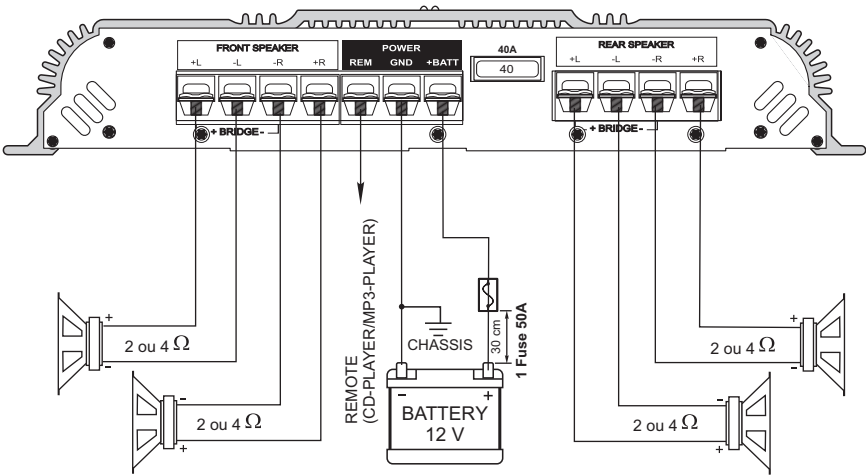 FRONT SPEAKER
+L -L -R +R
+ BRIDGE -
POWER
REM GND +BATT
40A
40
REAR SPEAKER
+L -L -R +R
+ BRIDGE -
+
2 ou 4 Ω
-
-
2 ou 4 Ω
+
REMOTE
(CD-PLAYER/MP3-PLAYER)
CHASSIS
30 cm
1 Fuse 50A
- +
BATTERY
12 V
+
2 ou 4 Ω
-
-
2 ou 4 Ω
+